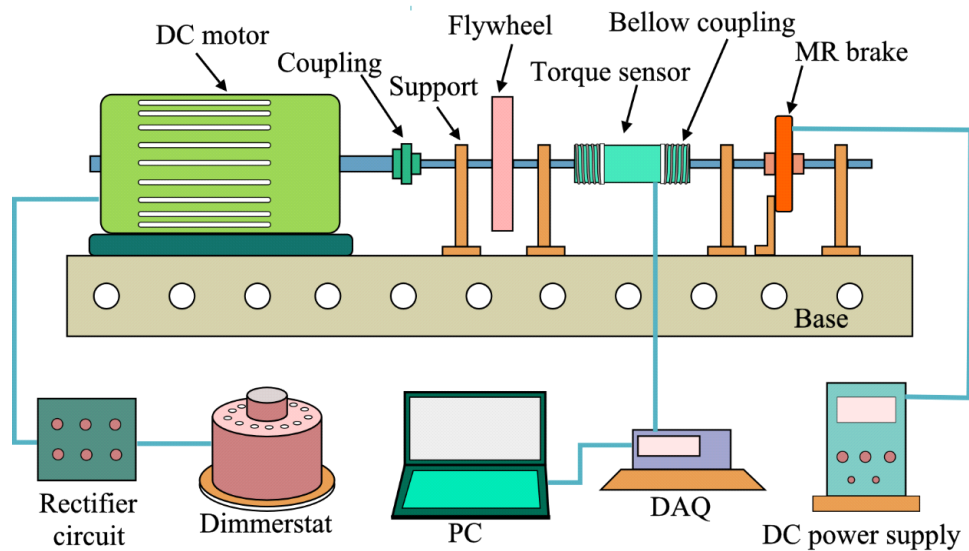 DC motor
Coupling
Support
Flywheel
Torque sensor
Bellow coupling
MR brake
Base
Rectifier
circuit
Dimmerstat
PC
DAQ
DC power supply